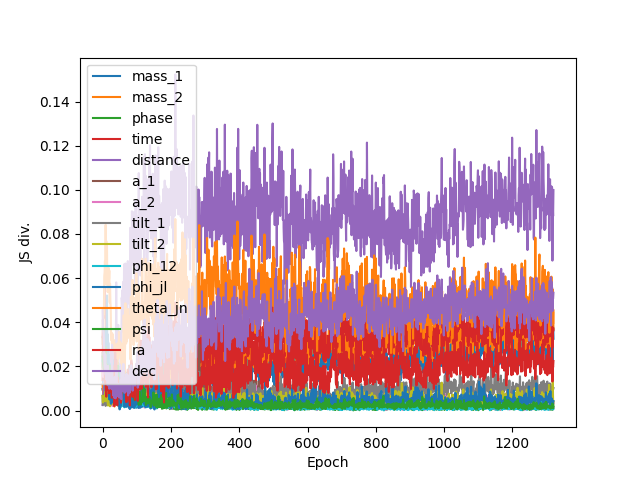 JS div.
0.14
0.12
0.10
0.08
0.06
0.04
0.02
0.00
mass_1
mass_2
phase
time
distance
a_1
a_2
tilt_1
tilt_2
phi_12
phi_jl
theta_jn
psi
ra
dec
0 200 400 600 800 1000 1200
Epoch